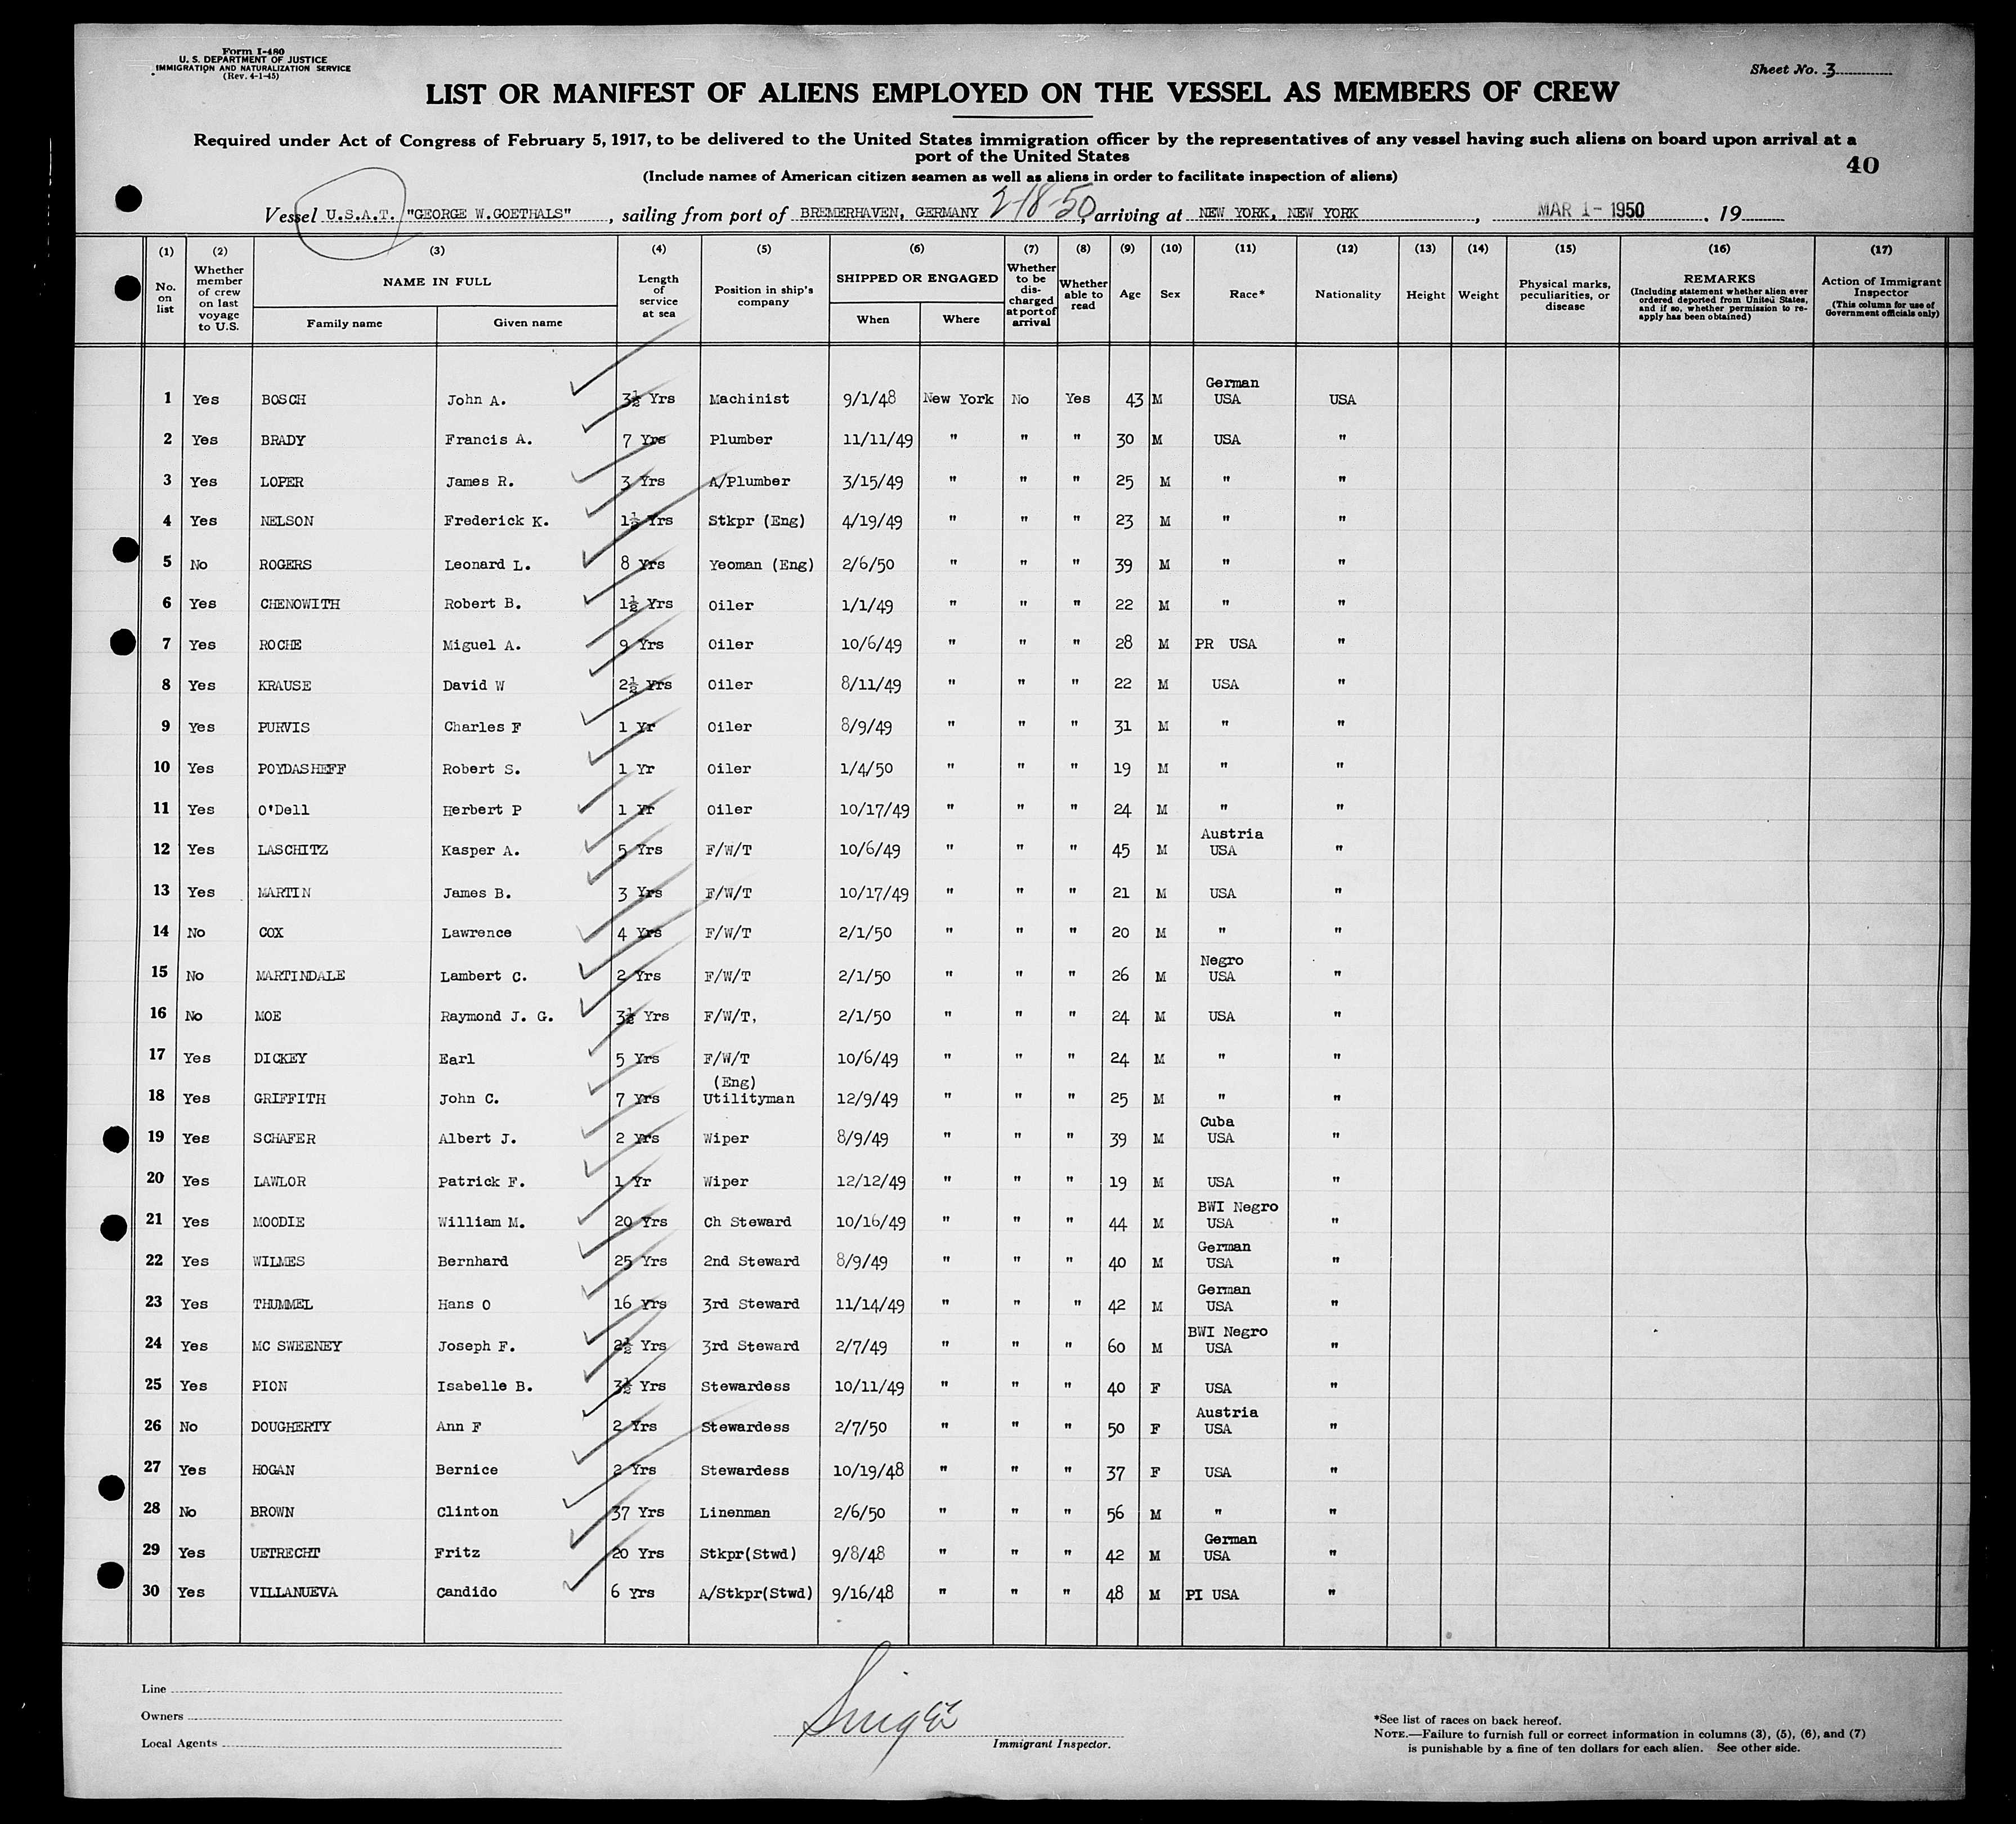 Form I-480
U. S. DEPARTMENT OF JUSTICE
IMMIGRATION AND NATURALIZATION SERVICE
(Rev. 4-1-45)
Sheet No. 3
LIST OR MANIFEST OF ALIENS EMPLOYED ON THE VESSEL AS MEMBERS OF CREW
Required under Act of Congress of February 5, 1917, to be delivered to the United States immigration officer by the representatives of any vessel having such aliens on board upon arrival at a
port of the United States
40
(Include names of American citizen seamen as well as aliens in order to facilitate inspection of aliens)
Vessel U.S.A.T. "GEORGE W.GOETHALS", sailing from port of BREMERHAVEN, GERMANY 2-18-50, arriving at NEW YORK, NEW YORK, MAR 1- 1950, 19
(1) (2) (3) (4) (5) (6) (7) (8) (9) (10) (11) (12) (13) (14) (15) (16) (17)
No. on list
Whether member of crew on last voyage to U.S.
NAME IN FULL
Family name
Given name
Length of service at sea
Position in ship's company
SHIPPED OR ENGAGED
When
Where
Whether to be discharged at port of arrival
Whether able to read
Age
Sex
Race*
Nationality
Height
Weight
Physical marks, peculiarities, or disease
REMARKS
(Including statement whether alien ever ordered deported from United States, and if so, whether permission to re-apply has been obtained)
Action of Immigrant Inspector
(This column for use of Government officials only)
1 Yes BOSCH John A. 3½ Yrs Machinist 9/1/48 New York No Yes 43 M German USA USA
2 Yes BRADY Francis A. 7 Yrs Plumber 11/11/49 " " " 30 M USA "
3 Yes LOPER James R. 3 Yrs A/Plumber 3/15/49 " " " 25 M " "
4 Yes NELSON Frederick K. 1½ Yrs Stkpr (Eng) 4/19/49 " " " 23 M " "
5 No ROGERS Leonard L. 8 Yrs Yeoman (Eng) 2/6/50 " " " 39 M " "
6 Yes CHENOWITH Robert B. 1½ Yrs Oiler 1/1/49 " " " 22 M " "
7 Yes ROCHE Miguel A. 9 Yrs Oiler 10/6/49 " " " 28 M PR USA "
8 Yes KRAUSE David W 2½ Yrs Oiler 8/11/49 " " " 22 M USA "
9 Yes PURVIS Charles F 1 Yr Oiler 8/9/49 " " " 31 M " "
10 Yes POYDASHEFF Robert S. 1 Yr Oiler 1/4/50 " " " 19 M " "
11 Yes O'Dell Herbert P 1 Yr Oiler 10/17/49 " " " 24 M " "
12 Yes LASCHITZ Kasper A. 5 Yrs F/W/T 10/6/49 " " " 45 M Austria USA "
13 Yes MARTIN James B. 3 Yrs F/W/T 10/17/49 " " " 21 M USA "
14 No COX Lawrence 4 Yrs F/W/T 2/1/50 " " " 20 M " "
15 No MARTINDALE Lambert C. 2 Yrs F/W/T 2/1/50 " " " 26 M Negro USA "
16 No MOE Raymond J. G. 3½ Yrs F/W/T, 2/1/50 " " " 24 M USA "
17 Yes DICKEY Earl 5 Yrs F/W/T 10/6/49 " " " 24 M " "
18 Yes GRIFFITH John C. 7 Yrs (Eng) Utilityman 12/9/49 " " " 25 M " "
19 Yes SCHAFER Albert J. 2 Yrs Wiper 8/9/49 " " " 39 M Cuba USA "
20 Yes LAWLOR Patrick F. 1 Yr Wiper 12/12/49 " " " 19 M USA "
21 Yes MOODIE William M. 20 Yrs Ch Steward 10/16/49 " " " 44 M BWI Negro USA "
22 Yes WILMES Bernhard 25 Yrs 2nd Steward 8/9/49 " " " 40 M German USA "
23 Yes THUMMEL Hans O 16 Yrs 3rd Steward 11/14/49 " " " 42 M German USA "
24 Yes MC SWEENEY Joseph F. 2½ Yrs 3rd Steward 2/7/49 " " " 60 M BWI Negro USA "
25 Yes PION Isabelle B. 3½ Yrs Stewardess 10/11/49 " " " 40 F USA "
26 No DOUGHERTY Ann F 2 Yrs Stewardess 2/7/50 " " " 50 F Austria USA "
27 Yes HOGAN Bernice 2 Yrs Stewardess 10/19/48 " " " 37 F USA "
28 No BROWN Clinton 37 Yrs Linenman 2/6/50 " " " 56 M " "
29 Yes UETRECHT Fritz 20 Yrs Stkpr(Stwd) 9/8/48 " " " 42 M German USA "
30 Yes VILLANUEVA Candido 6 Yrs A/Stkpr(Stwd) 9/16/48 " " " 48 M PI USA "
Line
Owners
Local Agents
Immigrant Inspector.
*See list of races on back hereof.
NOTE.—Failure to furnish full or correct information in columns (3), (5), (6), and (7)
is punishable by a fine of ten dollars for each alien. See other side.